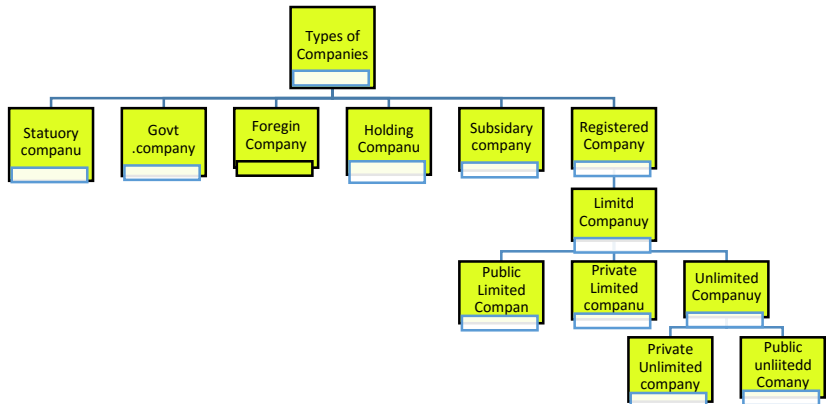 Types of
Companies
Statuory
companu
Govt
.company
Foregin
Company
Holding
Companu
Subsidary
company
Registered
Company
Limitd
Companuy
Public
Limited
Compan
Private
Limited
companu
Unlimited
Companuy
Private
Unlimited
company
Public
unliitedd
Comany